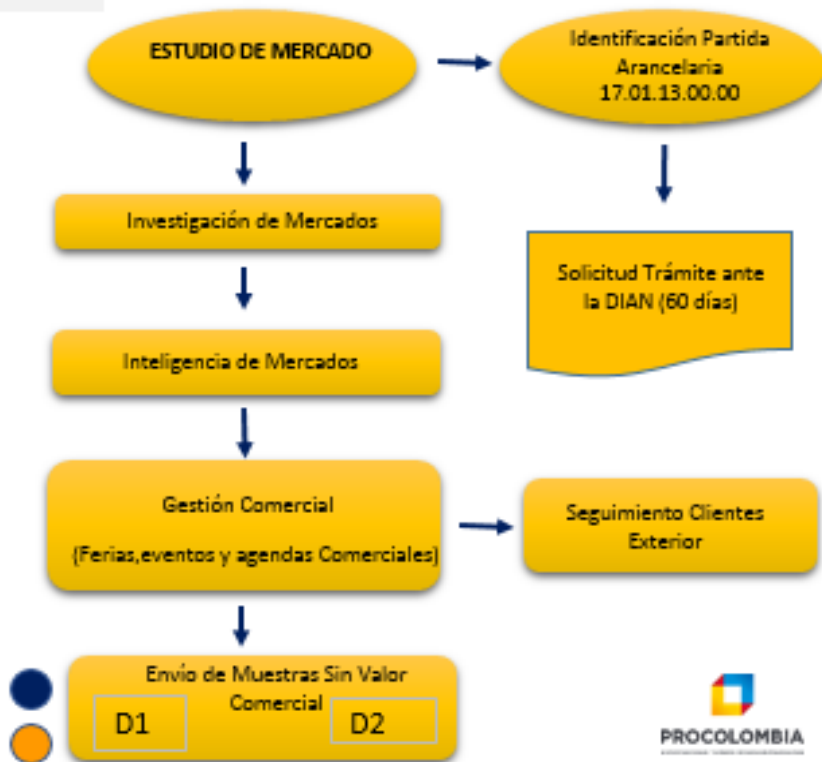 ESTUDIO DE MERCADO
Identificación Partida
Arancelaria
17.01.13.00.00
Investigación de Mercados
Solicitud Trámite ante
la DIAN (60 días)
Inteligencia de Mercados
Gestión Comercial
(Ferias,eventos y agendas Comerciales)
Seguimiento Clientes
Exterior
Envío de Muestras Sin Valor
Comercial
D1
D2
PROCOLOMBIA